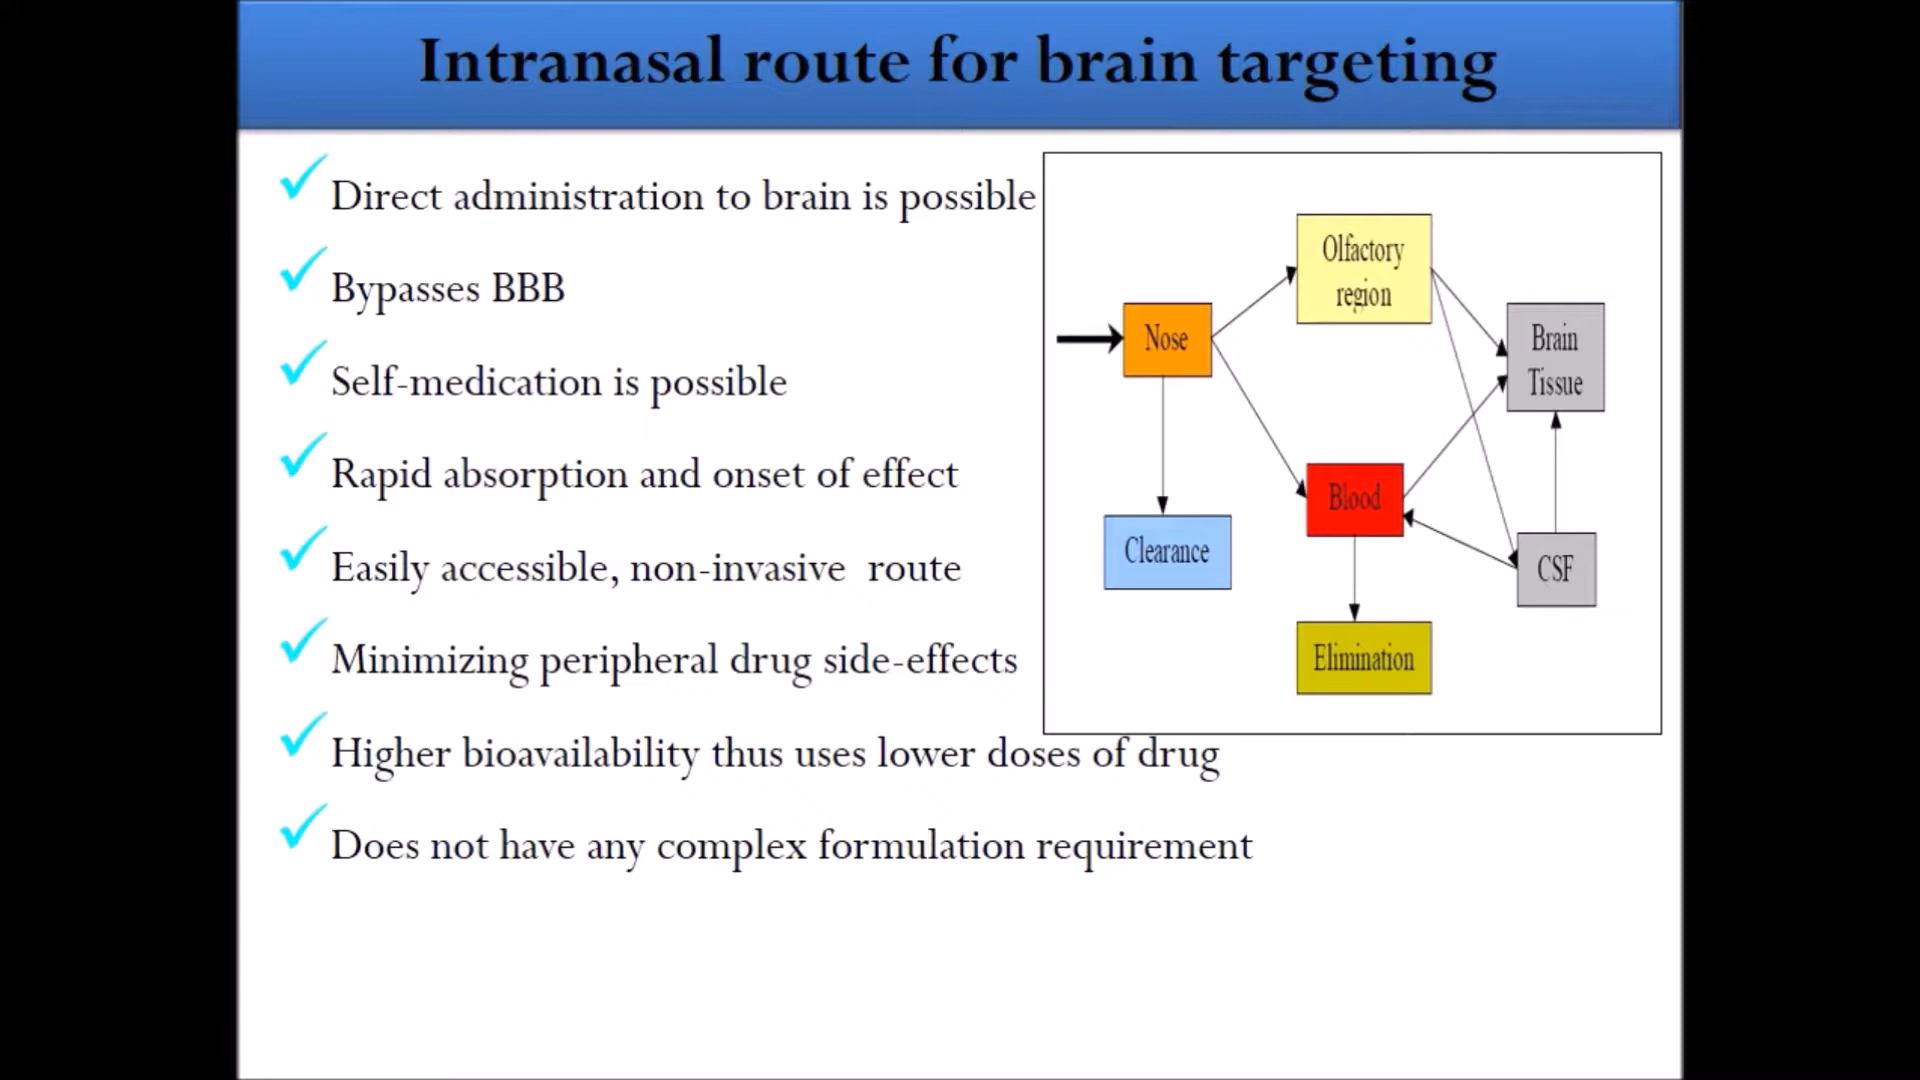 Intranasal route for brain targeting
Direct administration to brain is possible
Bypasses BBB
Self-medication is possible
Rapid absorption and onset of effect
Easily accessible, non-invasive route
Minimizing peripheral drug side-effects
Higher bioavailability thus uses lower doses of drug
Does not have any complex formulation requirement
Olfactory
region
Nose
Brain
Tissue
Blood
Clearance
CSF
Elimination